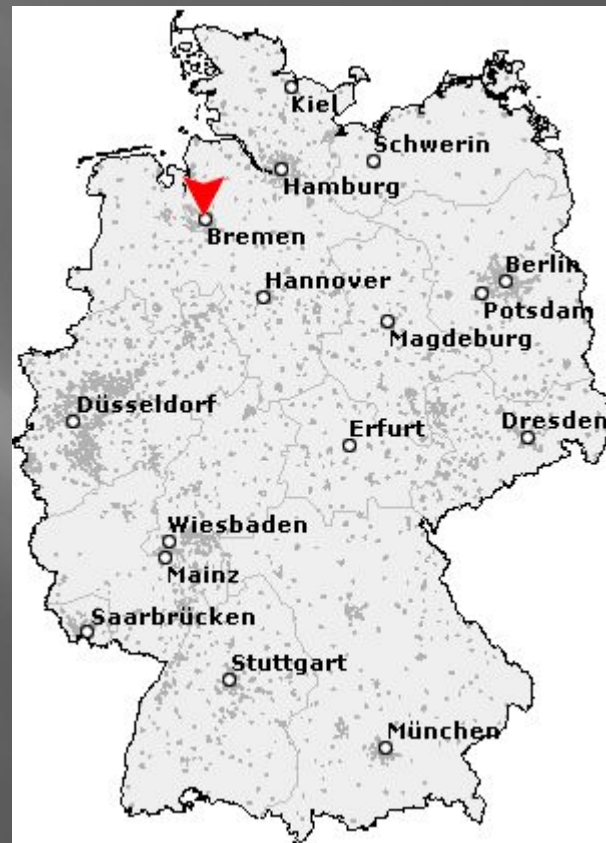 Kiel
Schwerin
Hamburg
Bremen
Berlin
Hannover
Potsdam
Magdeburg
Düsseldorf
Erfurt
Dresden
Wiesbaden
Mainz
Saarbrücken
Stuttgart
München